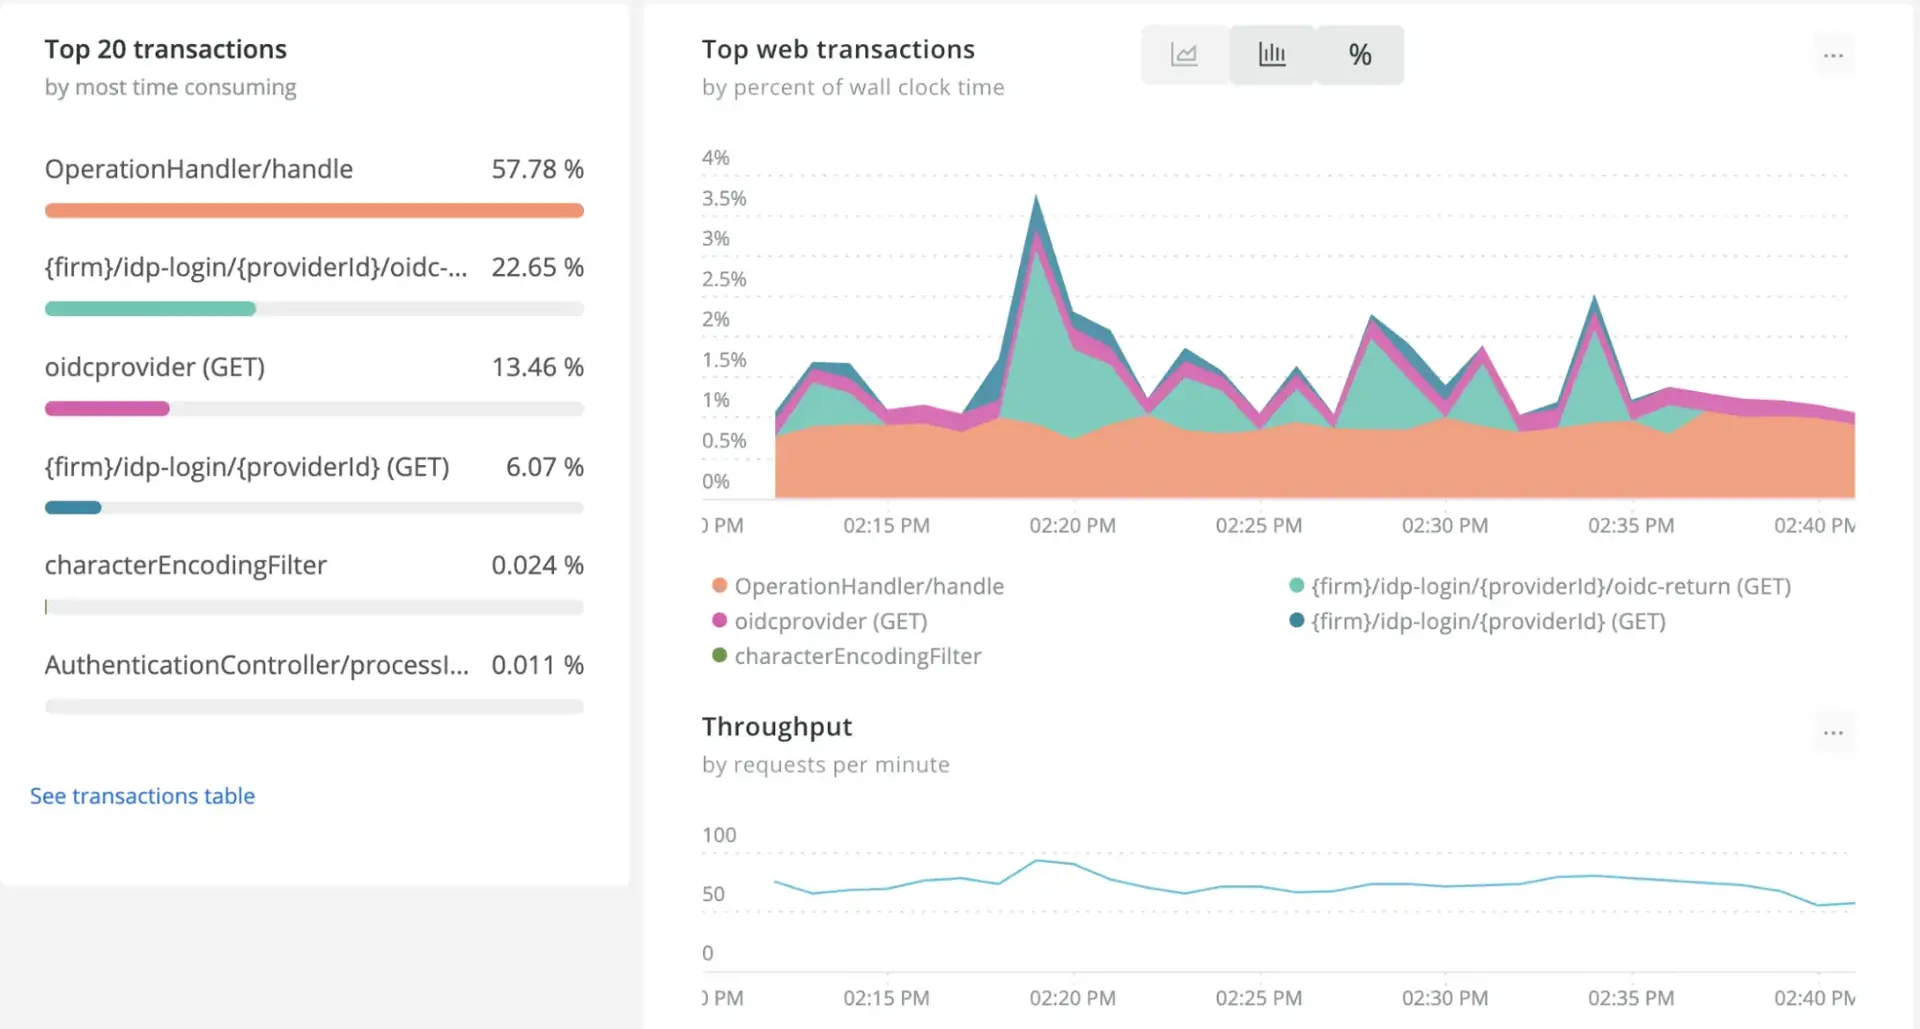 Top 20 transactions
by most time consuming
OperationHandler/handle 57.78 %
{firm}/idp-login/{providerId}/oidc-... 22.65 %
oidcprovider (GET) 13.46 %
{firm}/idp-login/{providerId} (GET) 6.07 %
characterEncodingFilter 0.024 %
AuthenticationController/processI... 0.011 %
See transactions table
Top web transactions
by percent of wall clock time
%
...
4%
3.5%
3%
2.5%
2%
1.5%
1%
0.5%
0%
0 PM 02:15 PM 02:20 PM 02:25 PM 02:30 PM 02:35 PM 02:40 PM
OperationHandler/handle
{firm}/idp-login/{providerId}/oidc-return (GET)
oidcprovider (GET)
{firm}/idp-login/{providerId} (GET)
characterEncodingFilter
Throughput
by requests per minute
...
100
50
0
0 PM 02:15 PM 02:20 PM 02:25 PM 02:30 PM 02:35 PM 02:40 PM